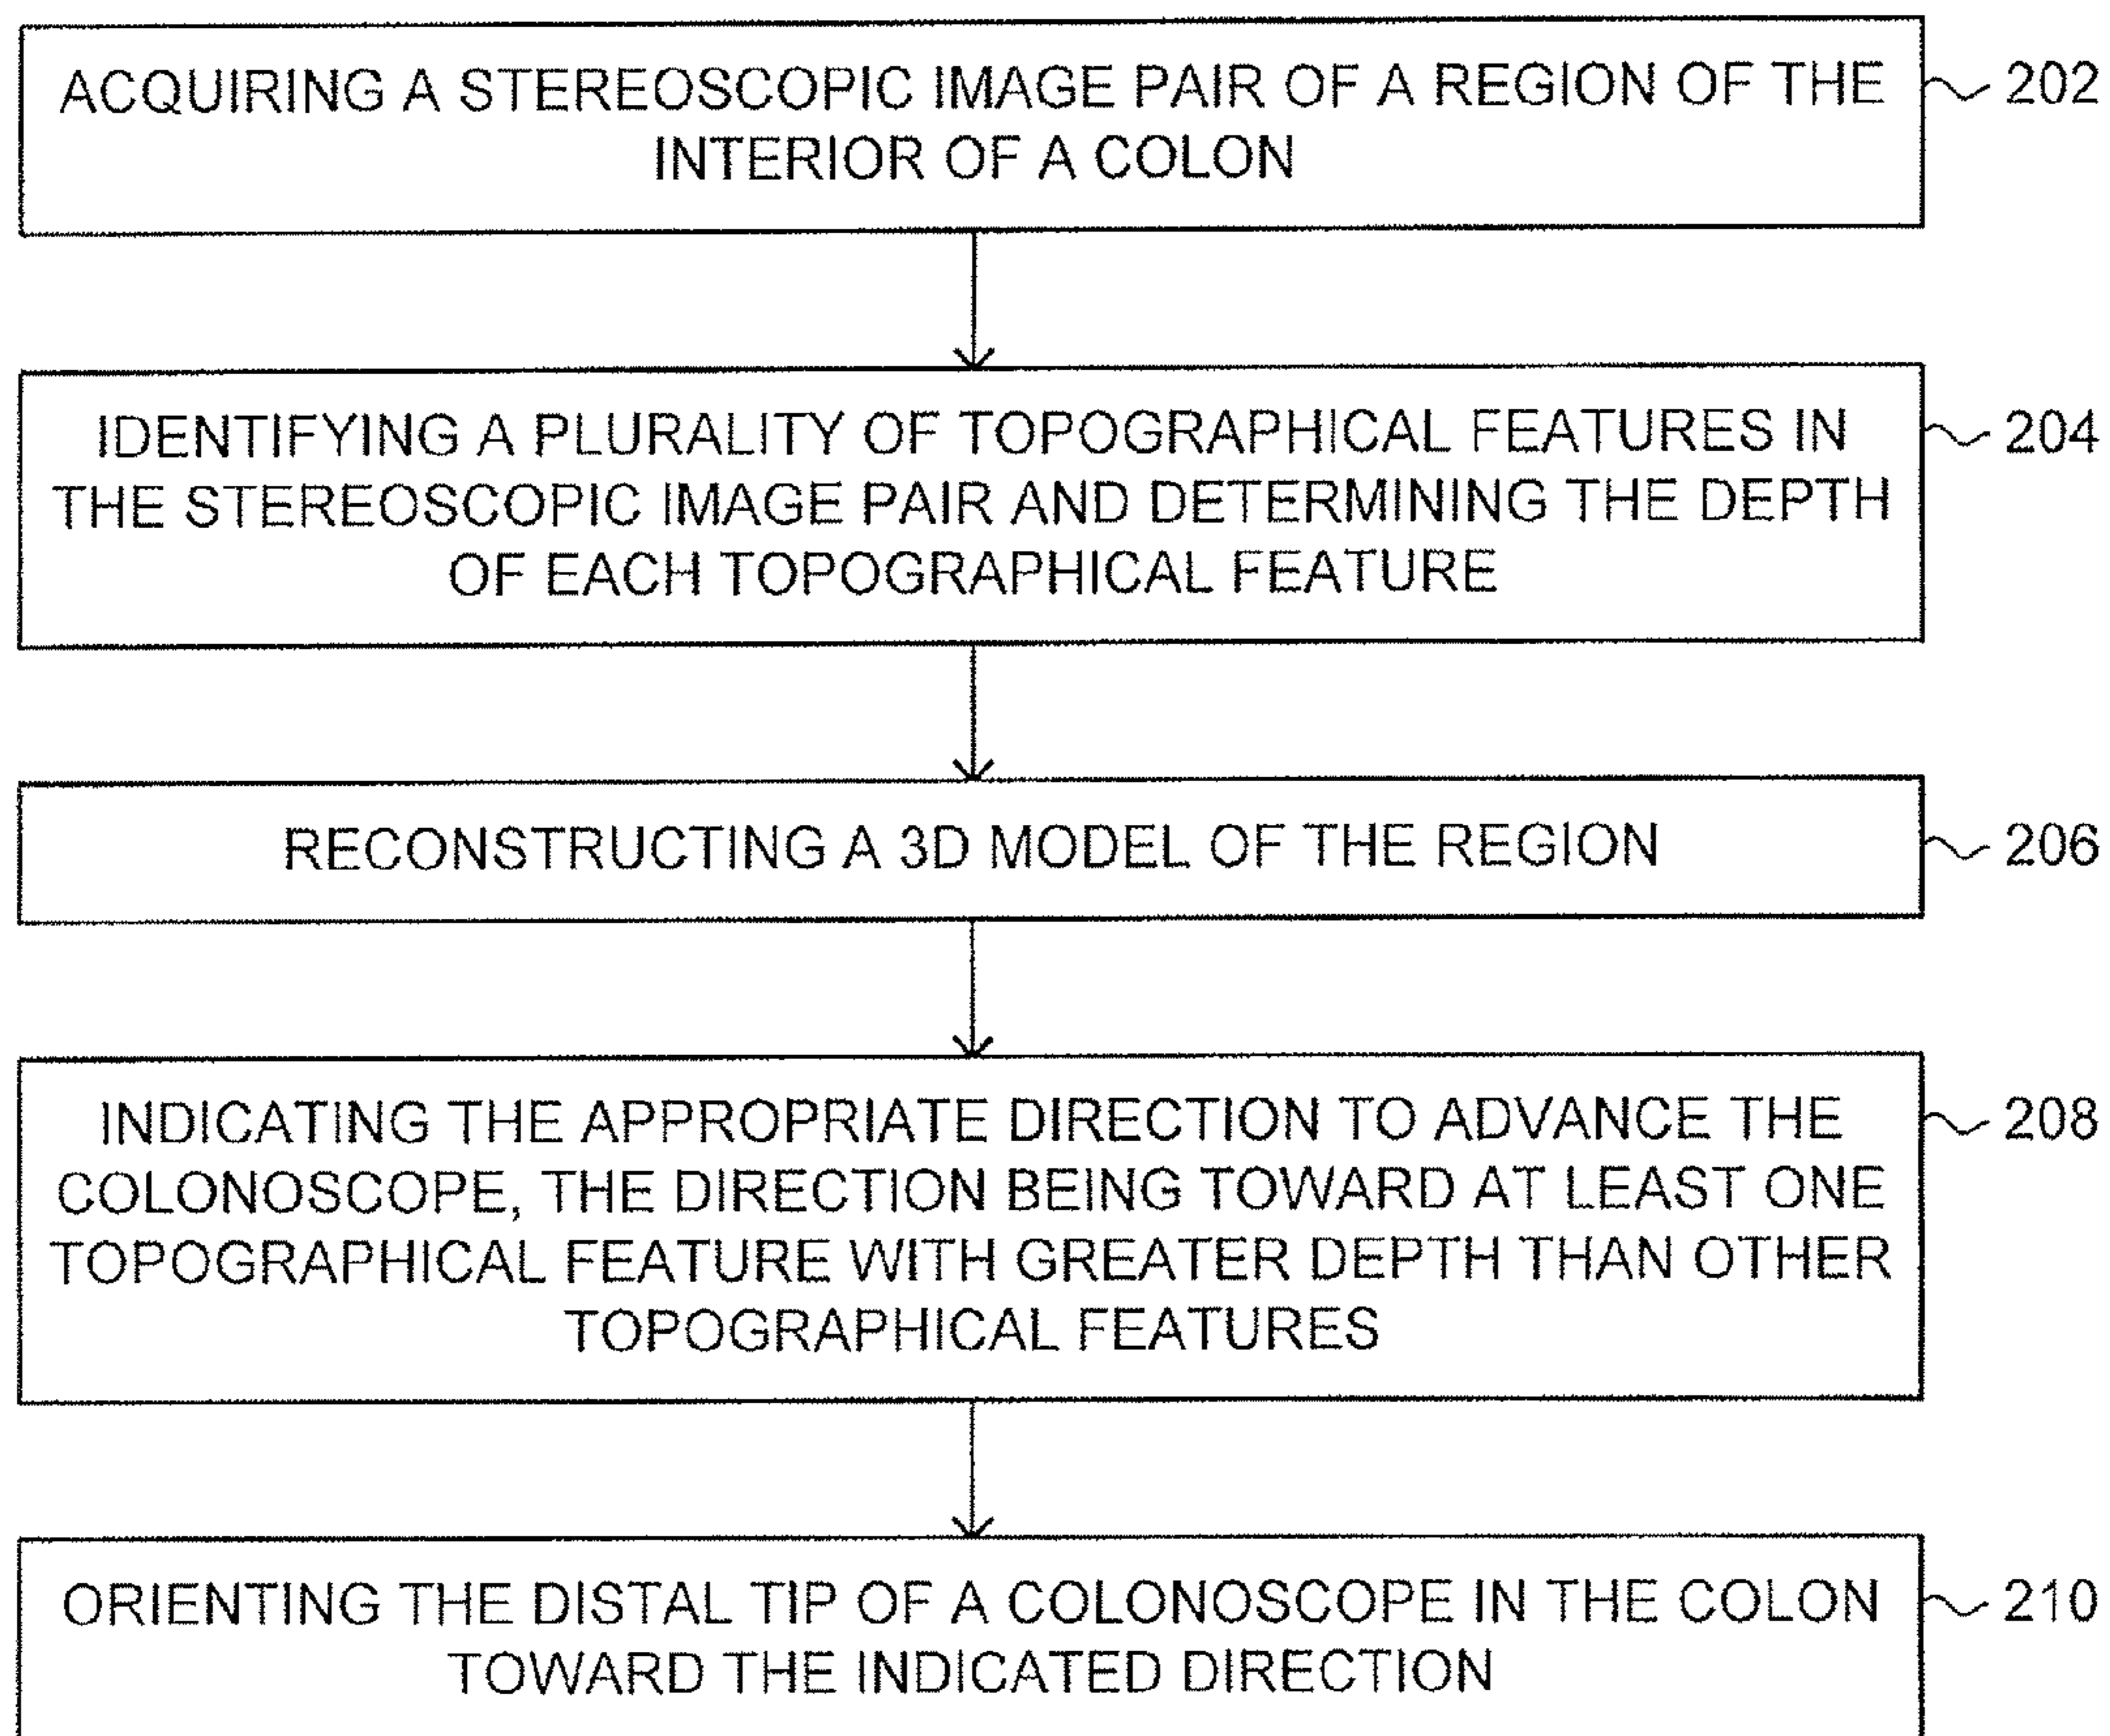 ACQUIRING A STEREOSCOPIC IMAGE PAIR OF A REGION OF THE
INTERIOR OF A COLON
202
IDENTIFYING A PLURALITY OF TOPOGRAPHICAL FEATURES IN
THE STEREOSCOPIC IMAGE PAIR AND DETERMINING THE DEPTH
OF EACH TOPOGRAPHICAL FEATURE
204
RECONSTRUCTING A 3D MODEL OF THE REGION
206
INDICATING THE APPROPRIATE DIRECTION TO ADVANCE THE
COLONOSCOPE, THE DIRECTION BEING TOWARD AT LEAST ONE
TOPOGRAPHICAL FEATURE WITH GREATER DEPTH THAN OTHER
TOPOGRAPHICAL FEATURES
208
ORIENTING THE DISTAL TIP OF A COLONOSCOPE IN THE COLON
TOWARD THE INDICATED DIRECTION
210